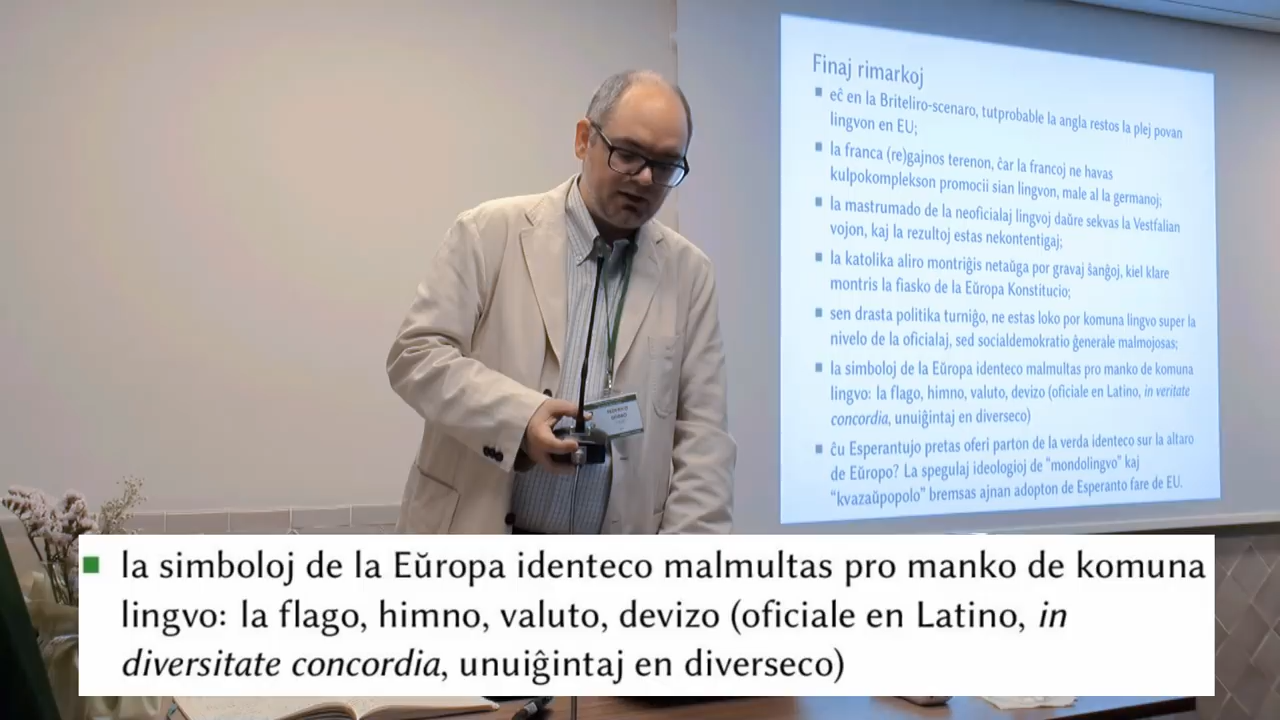 Finaj rimarkoj
▪ eĉ en la Briteliro-scenaro, tutprobable la angla restos la plej povan
lingvon en EU;
▪ la franca (re)gajnos terenon, ĉar la francoj ne havas
kulpokomplekson promocii sian lingvon, male al la germanoj;
▪ la mastrumado de la neoficialaj lingvoj daŭre sekvas la Vestfalian
vojon, kaj la rezultoj estas nekontentigaj;
▪ la katolika aliro montriĝis netaŭga por gravaj ŝanĝoj, kiel klare
montris la fiasko de la Eŭropa Konstitucio;
▪ sen drasta politika turniĝo, ne estas loko por komuna lingvo super la
nivelo de la oficialaj, sed socialdemokratio ĝenerale malmojosas;
▪ la simboloj de la Eŭropa identeco malmultas pro manko de komuna
lingvo: la flago, himno, valuto, devizo (oficiale en Latino, in veritate
concordia, unuiĝintaj en diverseco)
▪ ĉu Esperantujo pretas oferi parton de la verda identeco sur la altaro
de Eŭropo? La spegulaj ideologioj de "mondolingvo" kaj
"kvazaŭpopolo" bremsas ajnan adopton de Esperanto fare de EU.
▪ la simboloj de la Eŭropa identeco malmultas pro manko de komuna
lingvo: la flago, himno, valuto, devizo (oficiale en Latino, in
diversitate concordia, unuiĝintaj en diverseco)